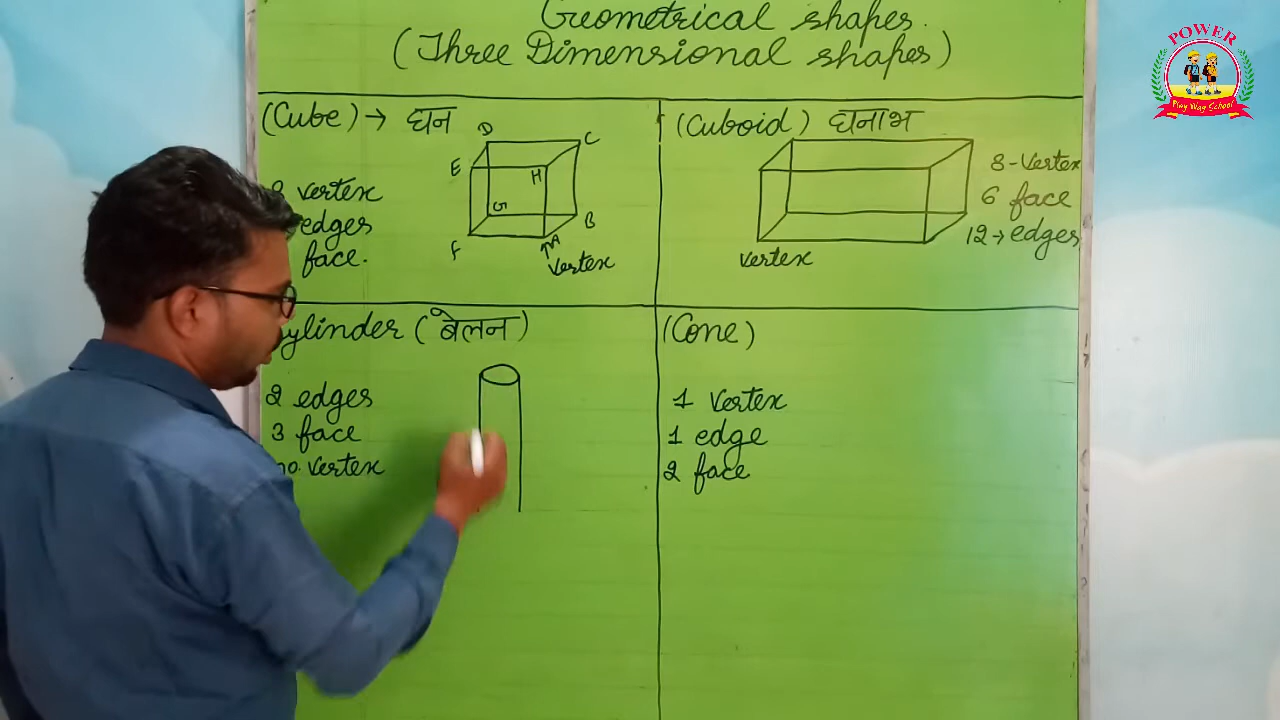 Geometrical shapes.
(Three Dimensional shapes)
(Cube) → घन
D
C
E
H
G
B
F
A
vertex
8 vertex
edges
face.
(Cuboid) घनाभ
8-vertex
6 face
12→edges
vertex
Cylinder (बेलन)
2 edges
3 face
no. vertex
(Cone)
1 vertex
1 edge
2 face
POWER
Play Way School